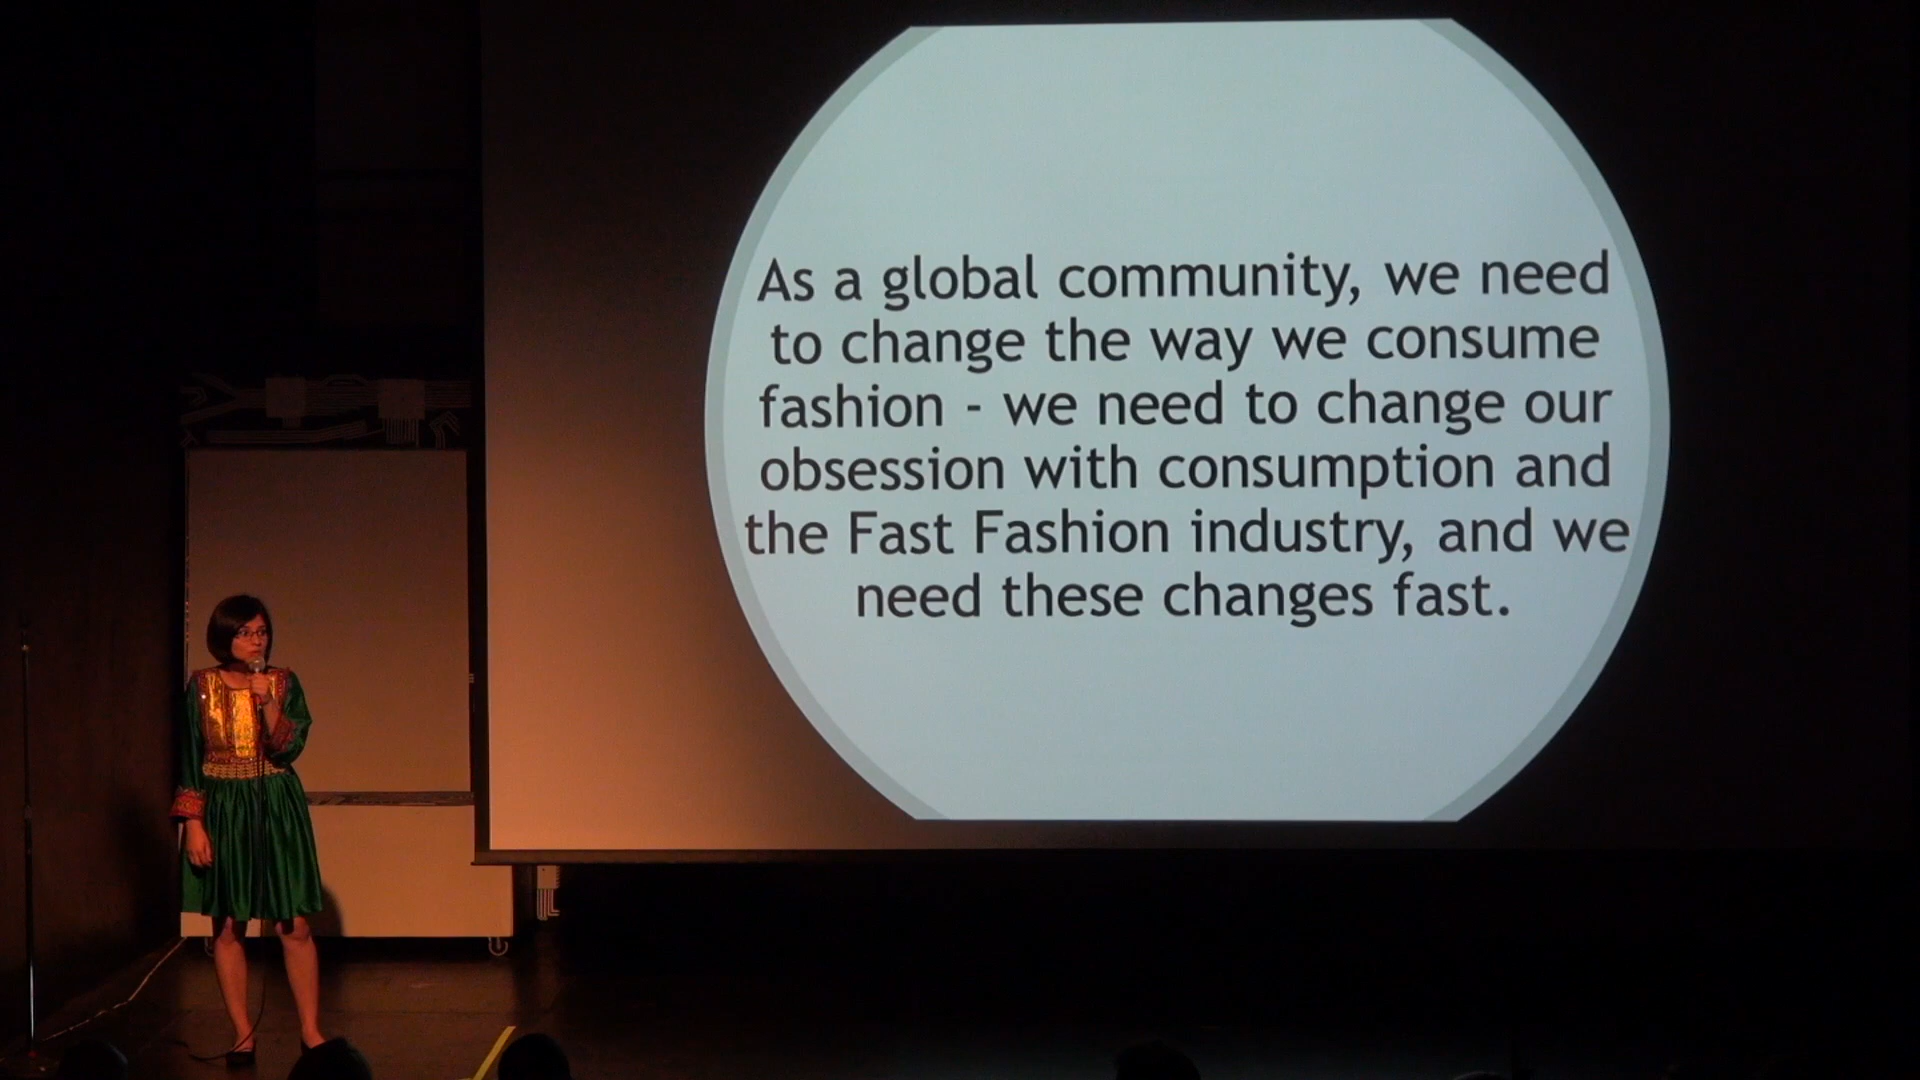 As a global community, we need
to change the way we consume
fashion - we need to change our
obsession with consumption and
the Fast Fashion industry, and we
need these changes fast.